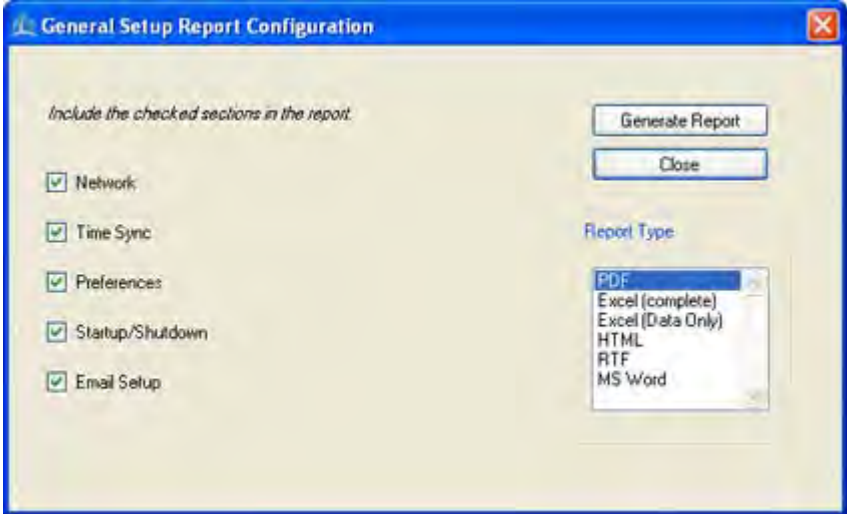 General Setup Report Configuration
Include the checked sections in the report.
Generate Report
Close
Network
Time Sync
Preferences
Startup/Shutdown
Email Setup
Report Type
PDF
Excel (complete)
Excel (Data Only)
HTML
RTF
MS Word